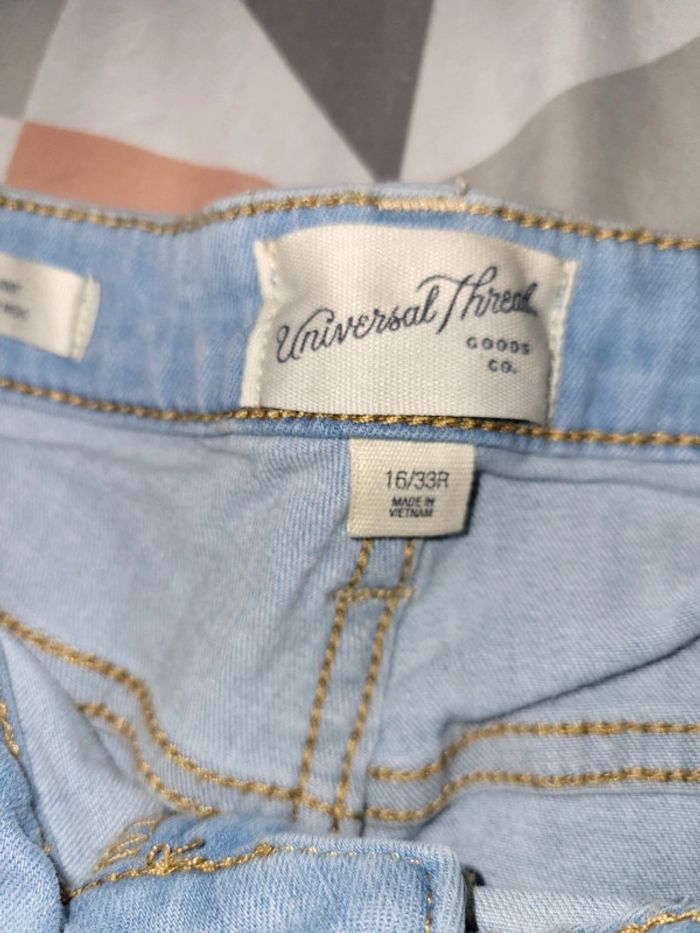 Universal Thread
GOODS
CO.
16/33R
MADE IN
VIETNAM